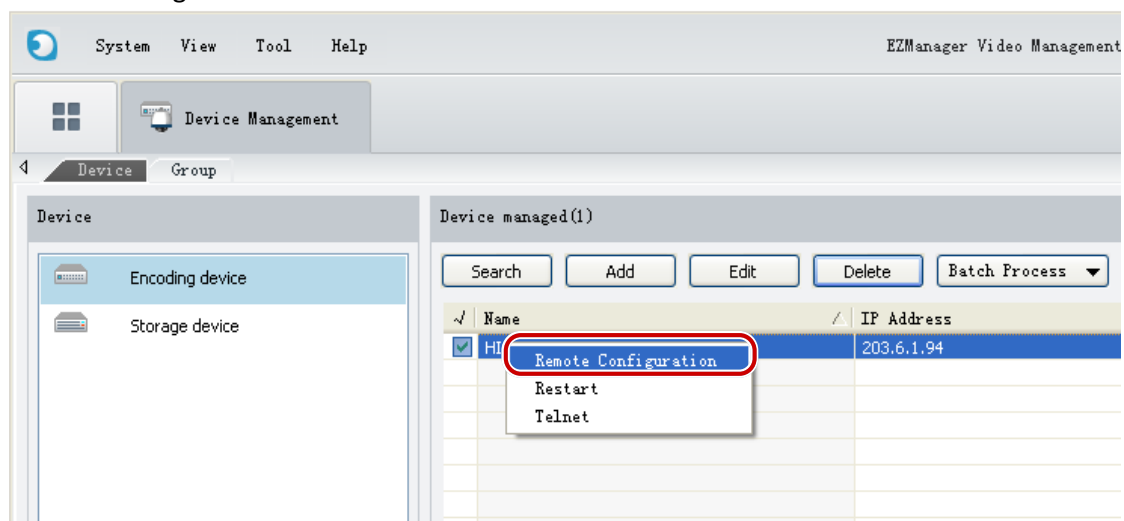 System View Tool Help EZManager Video Management
Device Management
Device Group
Device
Device managed(1)
Encoding device
Storage device
Search Add Edit Delete Batch Process
Name IP Address
HI 203.6.1.94
Remote Configuration
Restart
Telnet